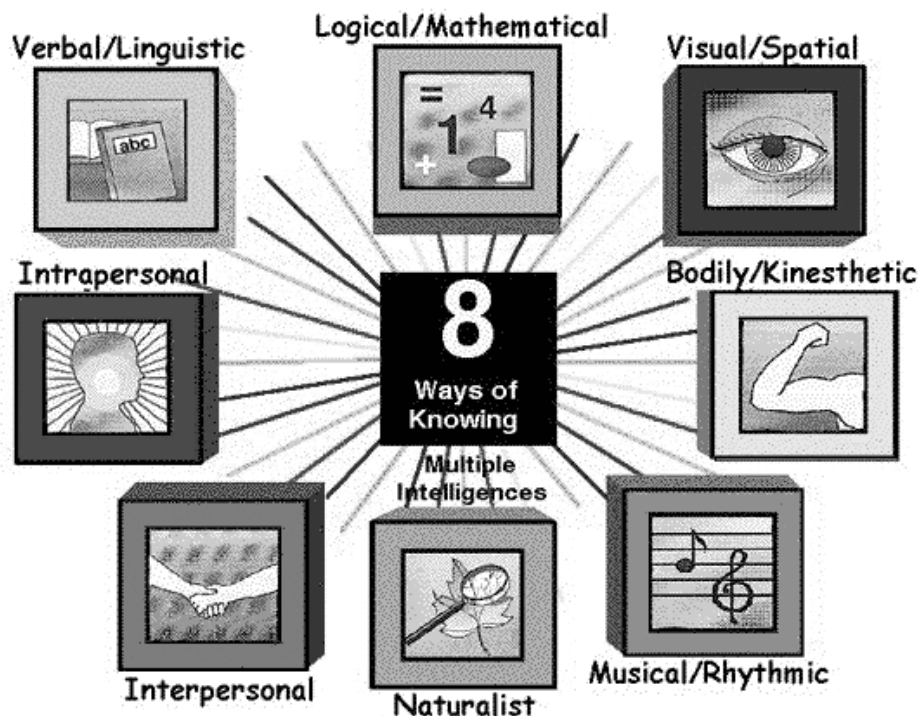 Logical/Mathematical
Verbal/Linguistic
Visual/Spatial
abc
= 4
1
+
Intrapersonal
Bodily/Kinesthetic
8
Ways of
Knowing
Multiple
Intelligences
Interpersonal
Naturalist
Musical/Rhythmic